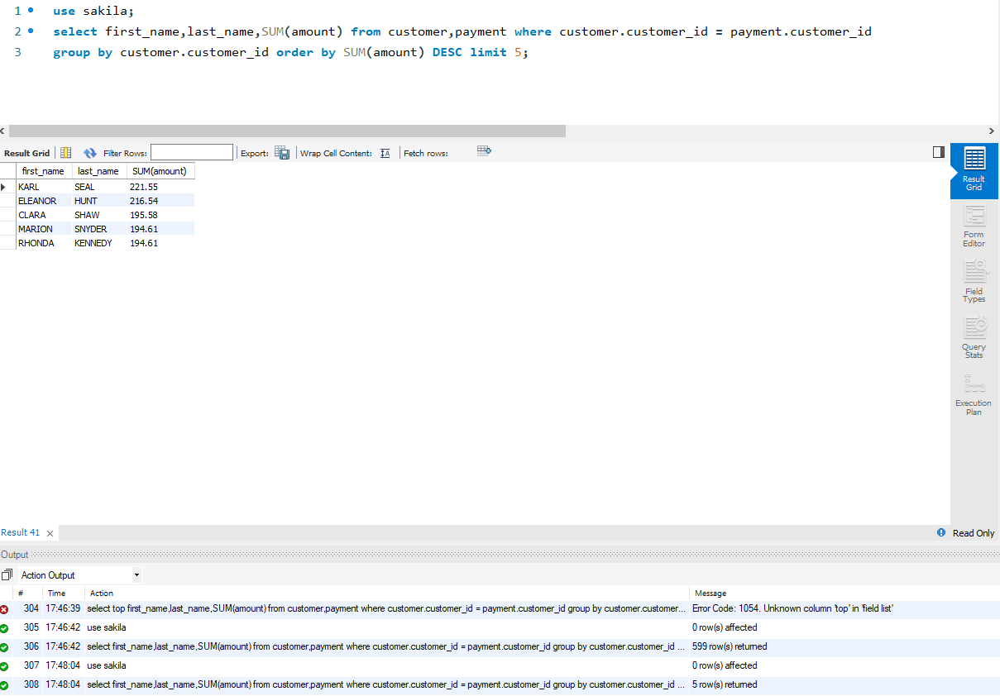 1 use sakila;
2 select first_name,last_name,SUM(amount) from customer,payment where customer.customer_id = payment.customer_id
3 group by customer.customer_id order by SUM(amount) DESC limit 5;
Result Grid Filter Rows: Export: Wrap Cell Content: Fetch rows:
first_name last_name SUM(amount)
KARL SEAL 221.55
ELEANOR HUNT 216.54
CLARA SHAW 195.58
MARION SNYDER 194.61
RHONDA KENNEDY 194.61
Result
Grid
Form
Editor
Field
Types
Query
Stats
Execution
Plan
Result 41 Read Only
Output
Action Output
# Time Action Message
304 17:46:39 select top first_name,last_name,SUM(amount) from customer,payment where customer.customer_id = payment.customer_id group by customer.customer... Error Code: 1054. Unknown column 'top' in 'field list'
305 17:46:42 use sakila 0 row(s) affected
306 17:46:42 select first_name,last_name,SUM(amount) from customer,payment where customer.customer_id = payment.customer_id group by customer.customer_id ... 599 row(s) returned
307 17:48:04 use sakila 0 row(s) affected
308 17:48:04 select first_name,last_name,SUM(amount) from customer,payment where customer.customer_id = payment.customer_id group by customer.customer_id ... 5 row(s) returned